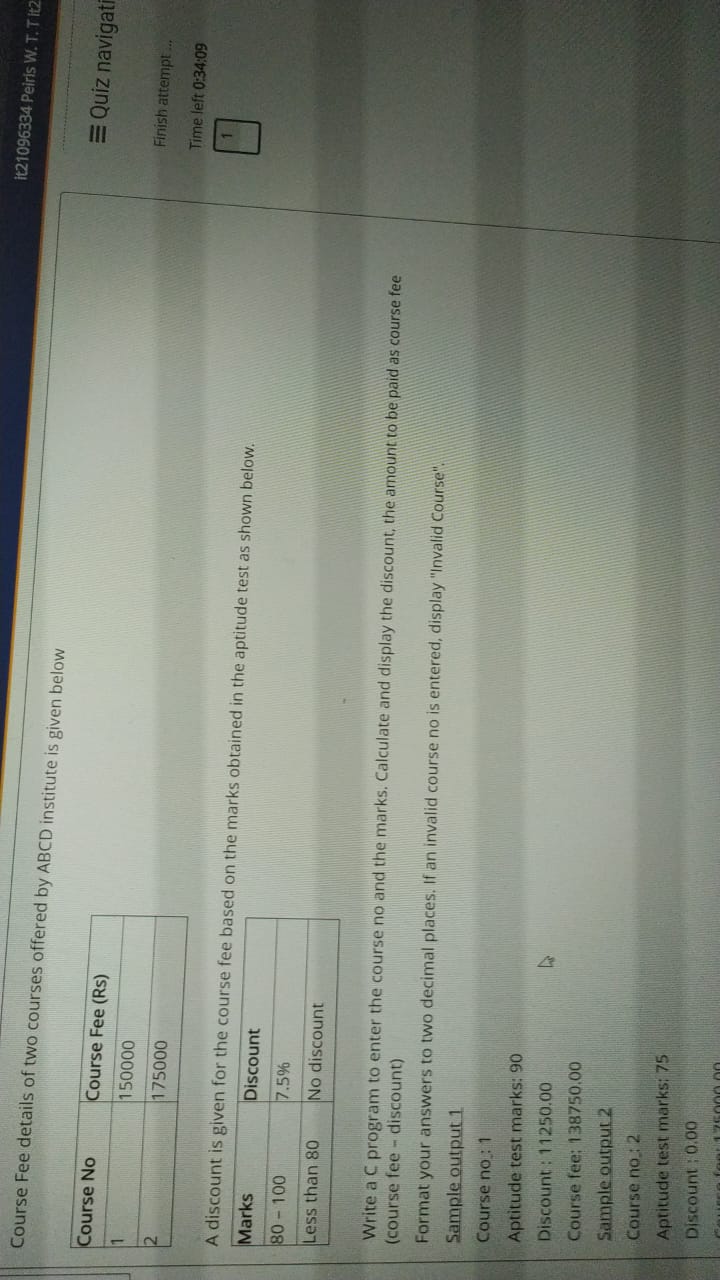 it21096334 Peiris W. T. T it2
Course Fee details of two courses offered by ABCD institute is given below
Course No Course Fee (Rs)
1 150000
2 175000
A discount is given for the course fee based on the marks obtained in the aptitude test as shown below.
Marks Discount
80 – 100 7.5%
Less than 80 No discount
Write a C program to enter the course no and the marks. Calculate and display the discount, the amount to be paid as course fee
(course fee – discount)
Format your answers to two decimal places. If an invalid course no is entered, display "Invalid Course".
Sample output 1
Course no : 1
Aptitude test marks: 90
Discount : 11250.00
Course fee: 138750.00
Sample output 2
Course no : 2
Aptitude test marks: 75
Discount : 0.00
Course fee: 175000.00
Quiz navigati
Finish attempt ...
Time left 0:34:09
1